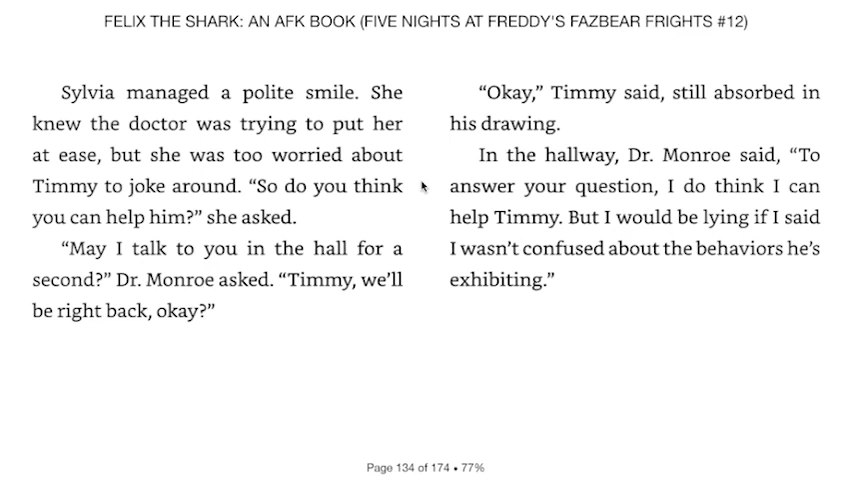 FELIX THE SHARK: AN AFK BOOK (FIVE NIGHTS AT FREDDY'S FAZBEAR FRIGHTS #12)
Sylvia managed a polite smile. She
knew the doctor was trying to put her
at ease, but she was too worried about
Timmy to joke around. “So do you think
you can help him?” she asked.
“May I talk to you in the hall for a
second?” Dr. Monroe asked. “Timmy, we’ll
be right back, okay?”
“Okay,” Timmy said, still absorbed in
his drawing.
In the hallway, Dr. Monroe said, “To
answer your question, I do think I can
help Timmy. But I would be lying if I said
I wasn’t confused about the behaviors he’s
exhibiting.”
Page 134 of 174 • 77%